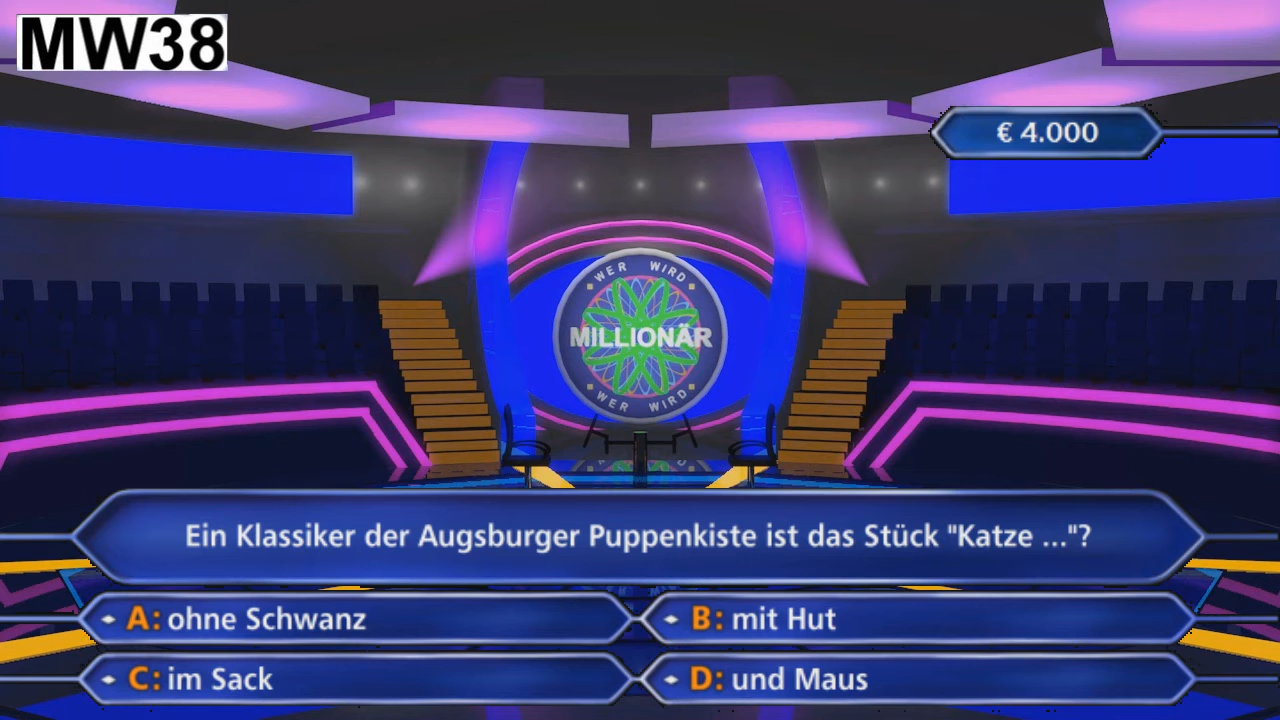 MW38
€ 4.000
WER WIRD
MILLIONÄR
WER WIRD
Ein Klassiker der Augsburger Puppenkiste ist das Stück "Katze ..."?
A: ohne Schwanz
B: mit Hut
C: im Sack
D: und Maus